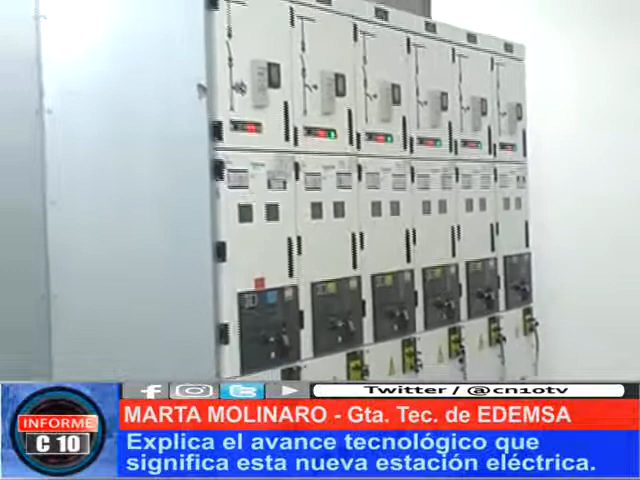 Twitter / @cn10tv
INFORME
C 10
MARTA MOLINARO - Gta. Tec. de EDEMSA
Explica el avance tecnológico que
significa esta nueva estación eléctrica.